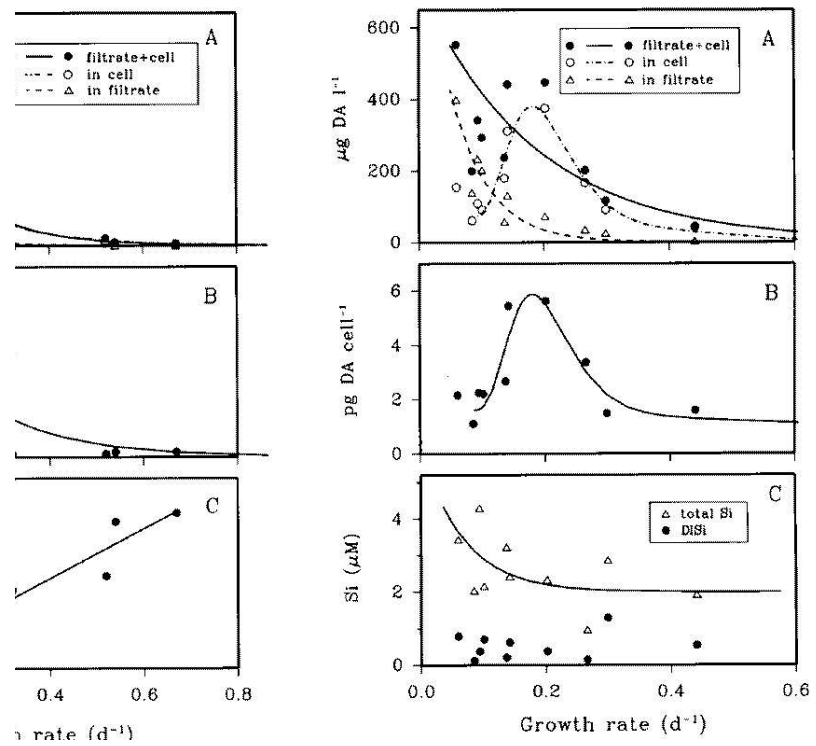 A
filtrate+cell
in cell
in filtrate
B
C
0.4 0.6 0.8
rate (d⁻¹)
600
400
200
0
µg DA l⁻¹
A
filtrate+cell
in cell
in filtrate
6
4
2
0
pg DA cell⁻¹
B
4
2
0
Si (µM)
C
total Si
DISi
0.0 0.2 0.4 0.6
Growth rate (d⁻¹)